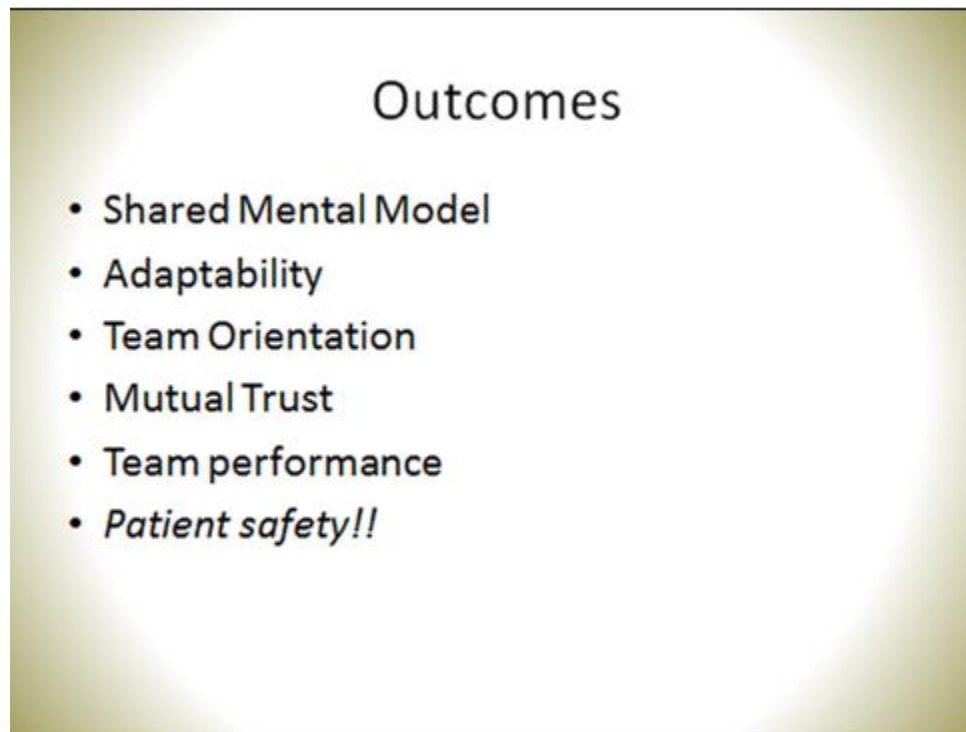 Outcomes
• Shared Mental Model
• Adaptability
• Team Orientation
• Mutual Trust
• Team performance
• Patient safety!!